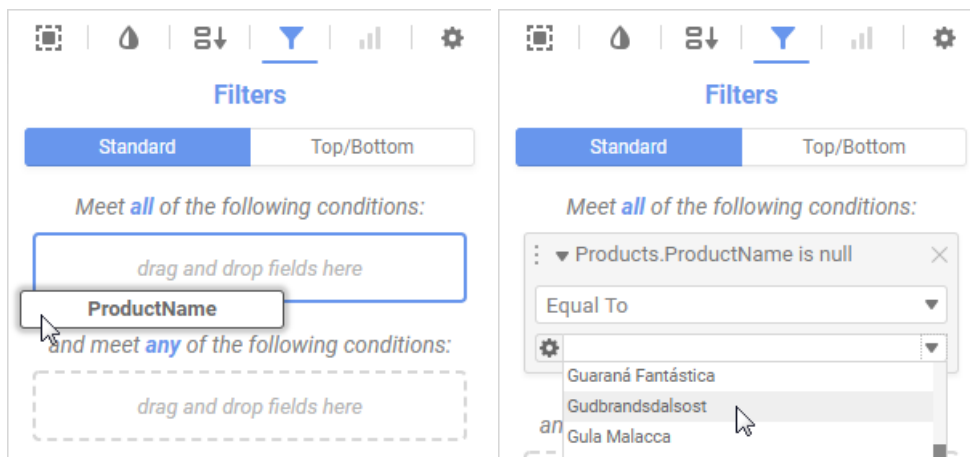 Filters
Standard Top/Bottom
Meet all of the following conditions:
drag and drop fields here
ProductName
and meet any of the following conditions:
drag and drop fields here
Filters
Standard Top/Bottom
Meet all of the following conditions:
Products.ProductName is null
Equal To
Guaraná Fantástica
Gudbrandsdalsost
Gula Malacca
an